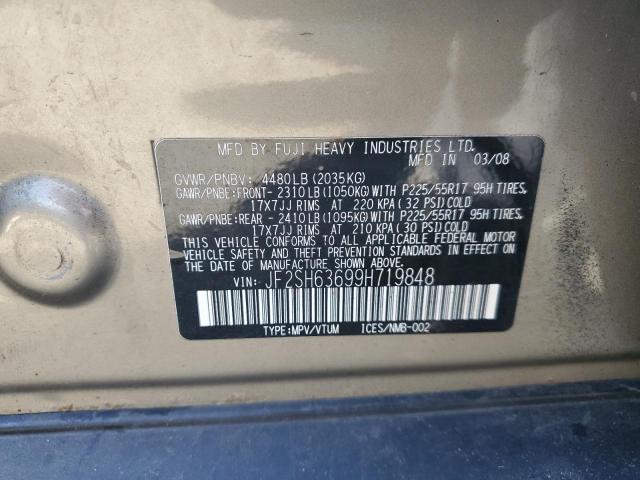 MFD BY FUJI HEAVY INDUSTRIES LTD.
MFD. IN 03/08
GVWR/PNBV: 4480LB (2035KG)
GAWR/PNBE:FRONT- 2310LB(1050KG)WITH P225/55R17 95H TIRES,
17X7JJ RIMS AT 220 KPA (32 PSI)COLD
GAWR/PNBE:REAR - 2410LB(1095KG)WITH P225/55R17 95H TIRES,
17X7JJ RIMS AT 210 KPA (30 PSI)COLD
THIS VEHICLE CONFORMS TO ALL APPLICABLE FEDERAL MOTOR
VEHICLE SAFETY AND THEFT PREVENTION STANDARDS IN EFFECT ON
THE DATE OF MANUFACTURE SHOWN ABOVE.
VIN: JF2SH63699H719848
TYPE:MPV/VTUM ICES/NMB-002